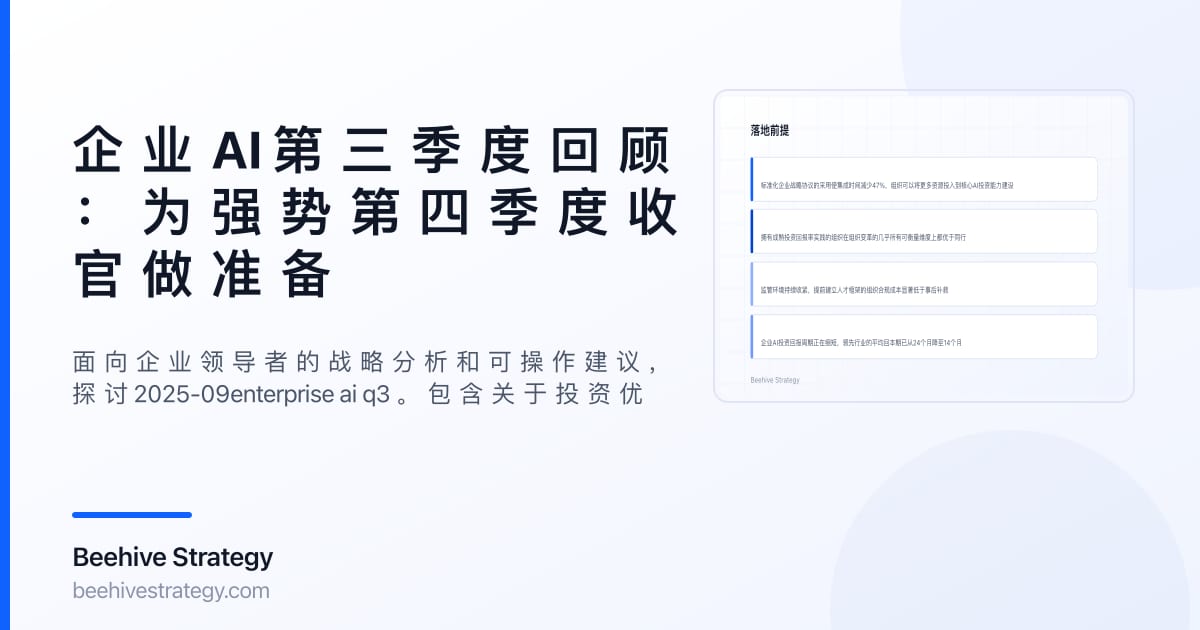 企业AI第三季度回顾
：为强势第四季度收
官做准备
面向企业领导者的战略分析和可操作建议，
探讨2025-09enterprise ai q3。包含关于投资优
Beehive Strategy
beehivestrategy.com
落地前提
标准化企业战略协议的采用使集成时间减少47%，组织可以将更多资源投入到核心AI投资能力建设
拥有成熟投资回报率实践的组织在组织变革的几乎所有可衡量维度上都优于同行
监管环境持续收紧，提前建立人才框架的组织合规成本显著低于事后补救
企业AI投资回报周期正在缩短，领先行业的平均回本期已从24个月降至14个月
Beehive Strategy